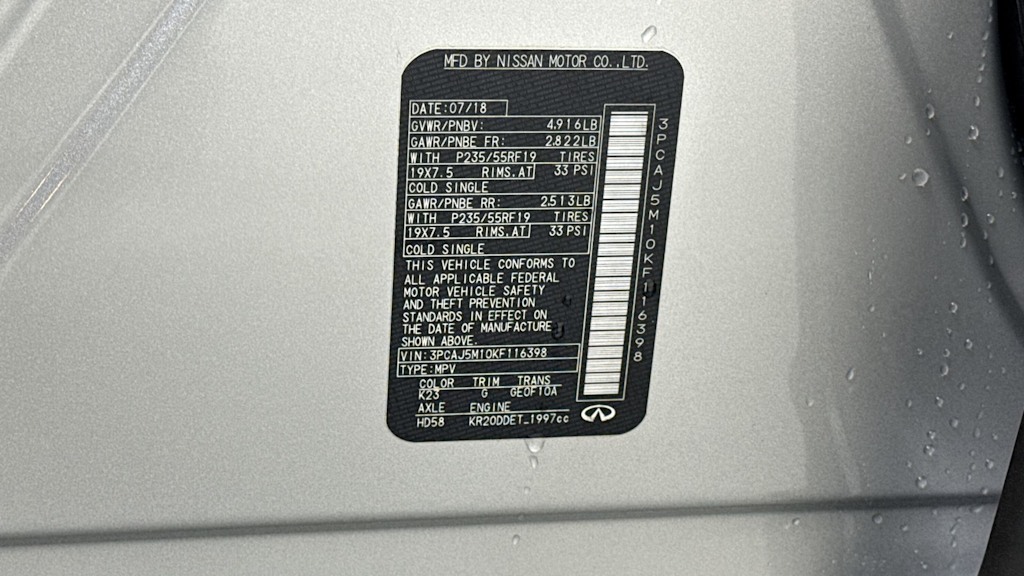 MFD BY NISSAN MOTOR CO.,LTD.
DATE:07/18
GVWR/PNBV: 4.916LB
GAWR/PNBE FR: 2.822LB
WITH P235/55RF19 TIRES
19X7.5 RIMS.AT 33 PSI
COLD SINGLE
GAWR/PNBE RR: 2.513LB
WITH P235/55RF19 TIRES
19X7.5 RIMS.AT 33 PSI
COLD SINGLE
THIS VEHICLE CONFORMS TO
ALL APPLICABLE FEDERAL
MOTOR VEHICLE SAFETY
AND THEFT PREVENTION
STANDARDS IN EFFECT ON
THE DATE OF MANUFACTURE
SHOWN ABOVE.
VIN:3PCAJ5M10KF116398
TYPE:MPV
COLOR TRIM TRANS
K23 G GE0F10A
AXLE ENGINE
HD58 KR20DDET_1997cc
3PCAJ5M10KF116398